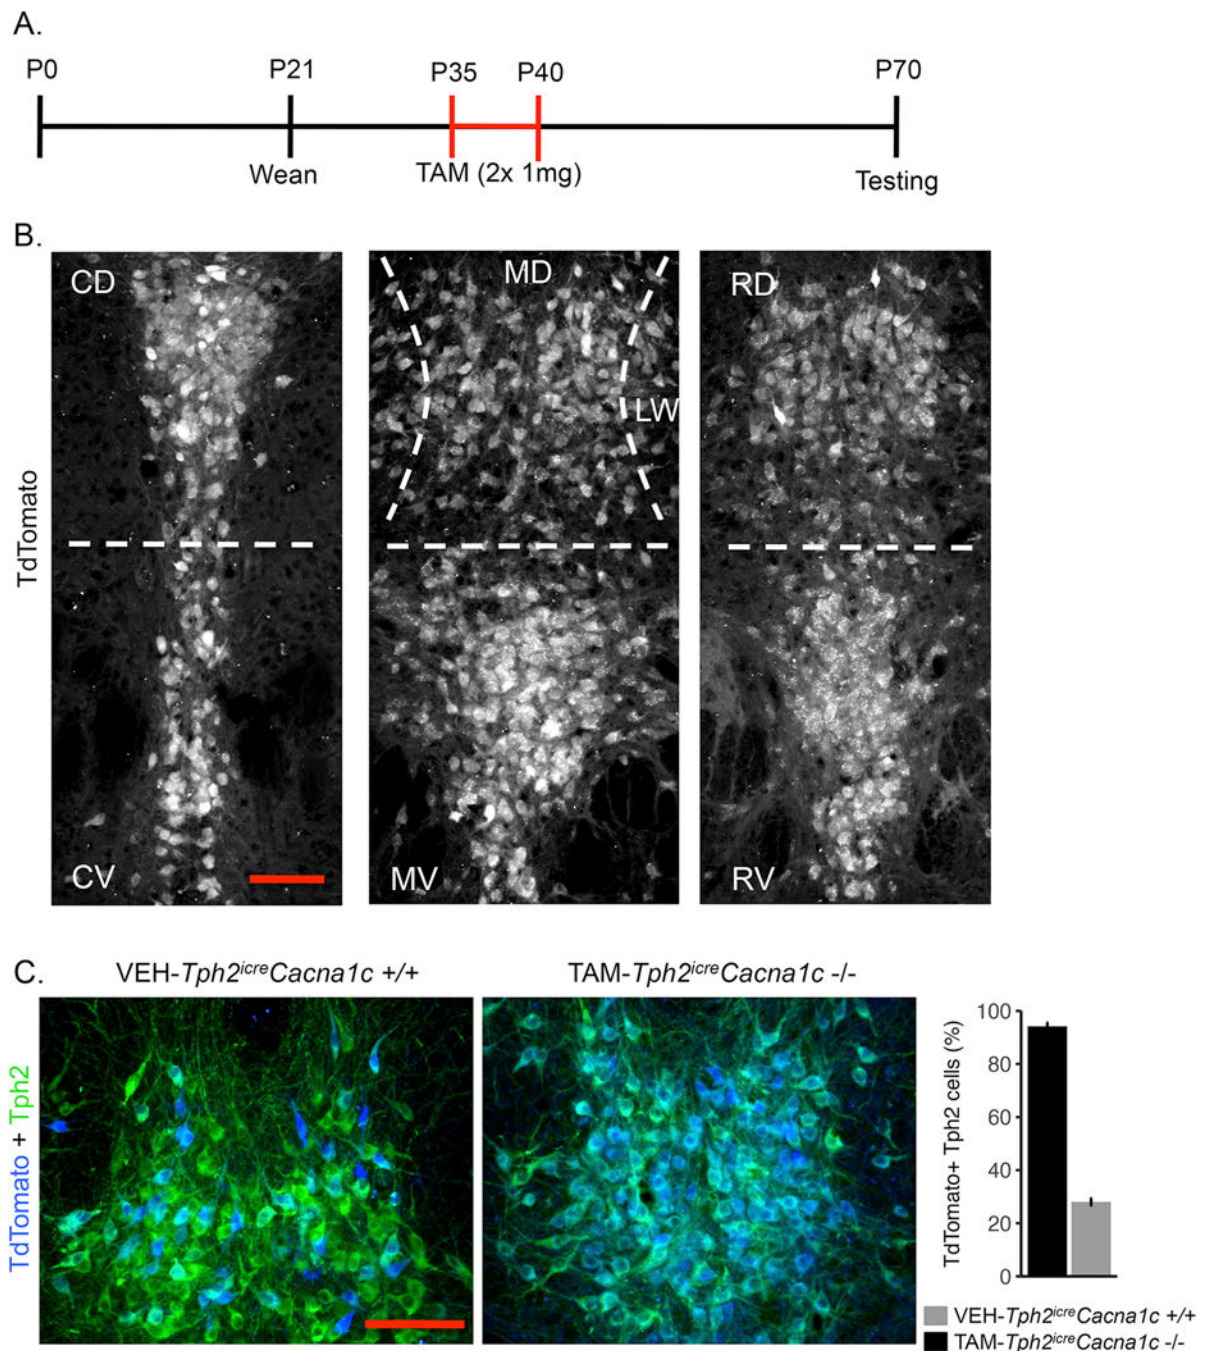 A.
P0 P21 P35 P40 P70
Wean TAM (2x 1mg) Testing
B.
CD MD RD
LW
TdTomato
CV MV RV
C.
VEH-Tph2icreCacna1c +/+ TAM-Tph2icreCacna1c -/-
TdTomato + Tph2
TdTomato+ Tph2 cells (%)
100
80
60
40
20
0
VEH-Tph2icreCacna1c +/+
TAM-Tph2icreCacna1c -/-